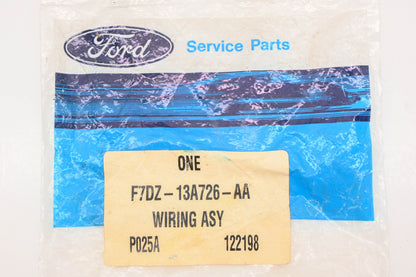 Ford
Service Parts
ONE
F7DZ-13A726-AA
WIRING ASY
P025A 122198